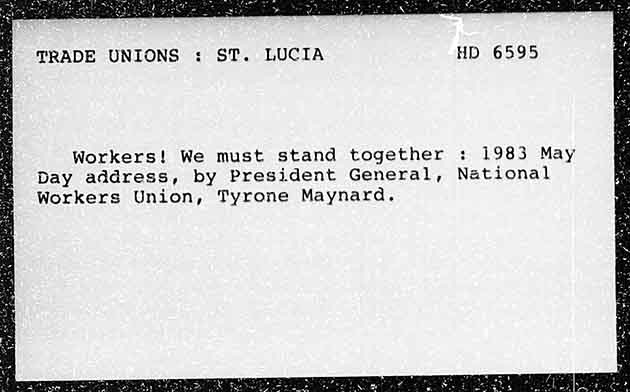 TRADE UNIONS : ST. LUCIA HD 6595
Workers! We must stand together : 1983 May
Day address, by President General, National
Workers Union, Tyrone Maynard.